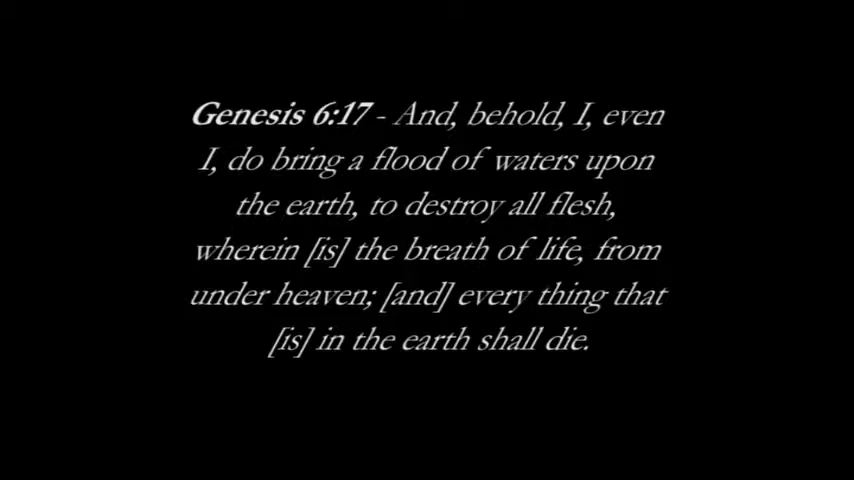 Genesis 6:17 - And, behold, I, even
I, do bring a flood of waters upon
the earth, to destroy all flesh,
wherein [is] the breath of life, from
under heaven; [and] every thing that
[is] in the earth shall die.